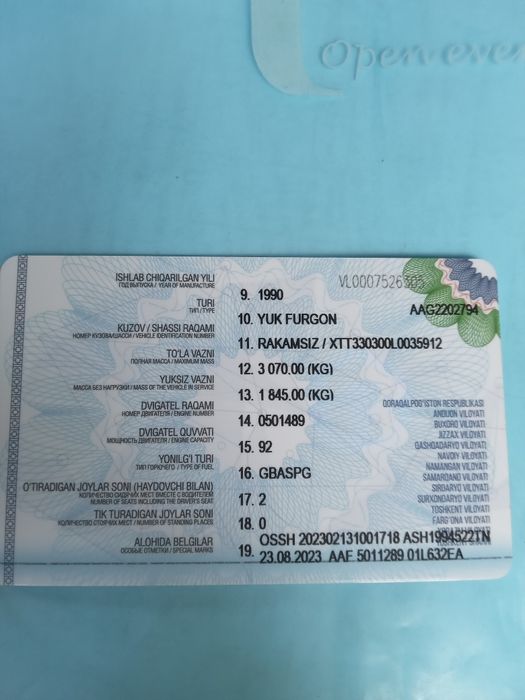 Open eve
ISHLAB CHIQARILGAN YILI
ГОД ВЫПУСКА / YEAR OF MANUFACTURE
9. 1990
VL0007526305
AAG2202794
TURI
ТИП/TYPE
10. YUK FURGON
KUZOV / SHASSI RAQAMI
НОМЕР КУЗОВА/ШАССИ / VEHICLE IDENTIFICATION NUMBER
11. RAKAMSIZ / XTT330300L0035912
TO'LA VAZNI
ПОЛНАЯ МАССА / MAXIMUM MASS
12. 3 070.00 (KG)
YUKSIZ VAZNI
МАССА БЕЗ НАГРУЗКИ / MASS OF THE VEHICLE IN SERVICE
13. 1 845.00 (KG)
DVIGATEL RAQAMI
НОМЕР ДВИГАТЕЛЯ / ENGINE NUMBER
14. 0501489
DVIGATEL QUVVATI
МОЩНОСТЬ ДВИГАТЕЛЯ / ENGINE CAPACITY
15. 92
YONILG'I TURI
ТИП ГОРЮЧЕГО / TYPE OF FUEL
16. GBASPG
O'TIRADIGAN JOYLAR SONI (HAYDOVCHI BILAN)
КОЛИЧЕСТВО СИДЯЧИХ МЕСТ ВМЕСТЕ С ВОДИТЕЛЕМ
NUMBER OF SEATS INCLUDING THE DRIVER'S SEAT
17. 2
TIK TURADIGAN JOYLAR SONI
КОЛИЧЕСТВО СТОЯЧИХ МЕСТ / NUMBER OF STANDING PLACES
18. 0
ALOHIDA BELGILAR
ОСОБЫЕ ОТМЕТКИ / SPECIAL MARKS
19. OSSH 202302131001718 ASH1994522TN
23.08.2023 AAF 5011289 01L632EA
QORAQALPOG'ISTON RESPUBLIKASI
ANDIJON VILOYATI
BUXORO VILOYATI
JIZZAX VILOYATI
QASHQADARYO VILOYATI
NAVOIY VILOYATI
NAMANGAN VILOYATI
SAMARQAND VILOYATI
SIRDARYO VILOYATI
SURXONDARYO VILOYATI
TOSHKENT VILOYATI
FARG'ONA VILOYATI